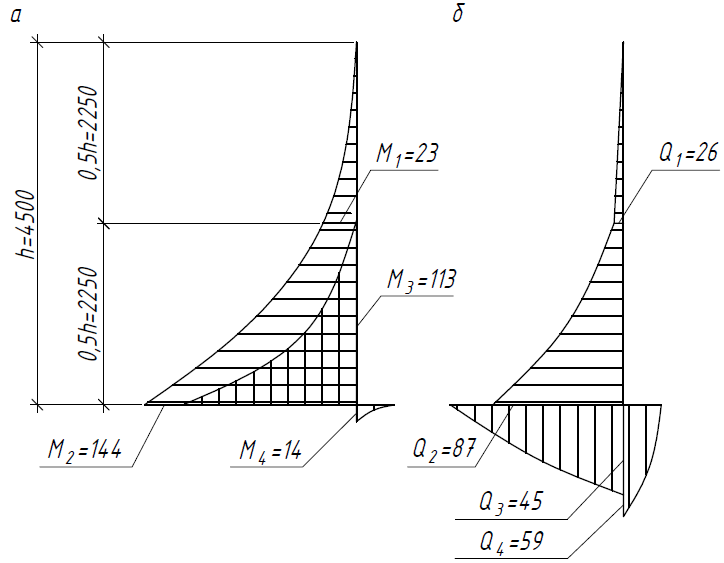 а
б
0,5h=2250
h=4500
0,5h=2250
M1=23
Q1=26
M3=113
M2=144
M4=14
Q2=87
Q3=45
Q4=59